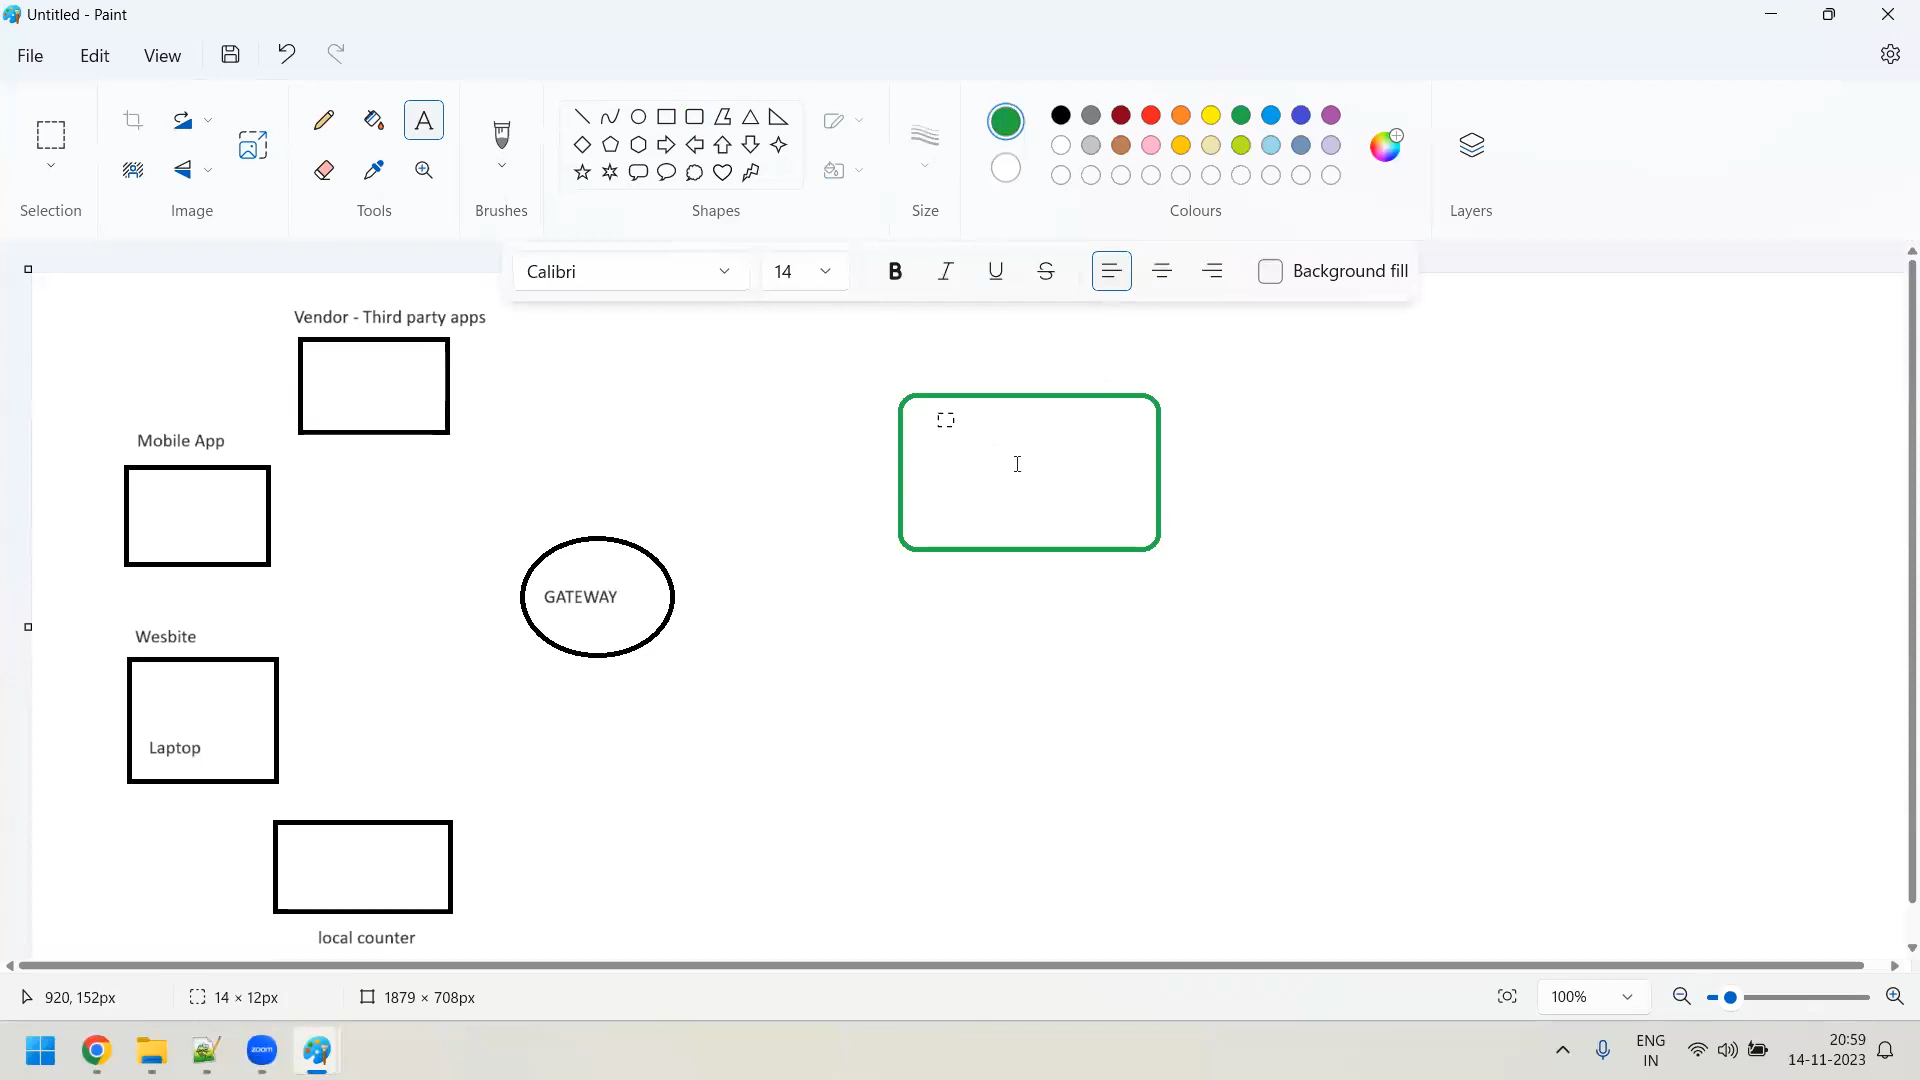 Untitled - Paint
File Edit View
Selection Image Tools Brushes Shapes Size Colours Layers
Calibri 14 B I U S Background fill
Vendor - Third party apps
Mobile App
GATEWAY
Wesbite
Laptop
local counter
920, 152px 14 × 12px 1879 × 708px 100%
zoom
ENG
IN
20:59
14-11-2023